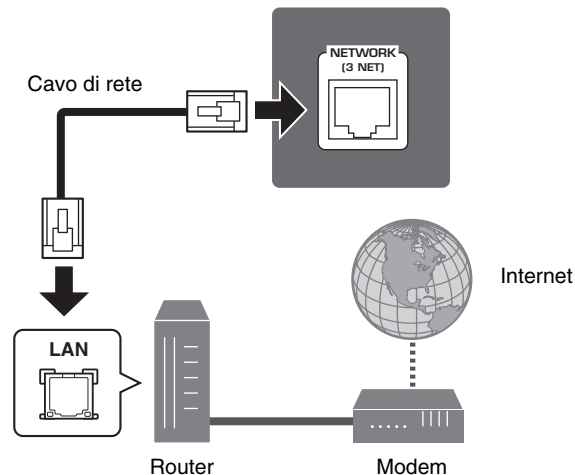 NETWORK
(3 NET)
Cavo di rete
Internet
LAN
Router
Modem